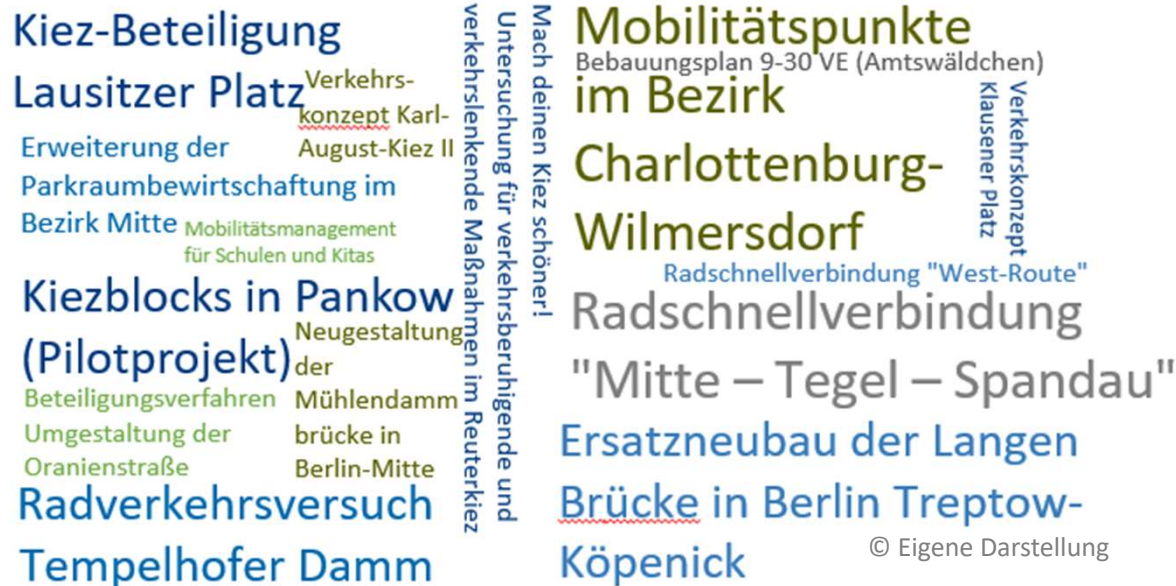 Kiez-Beteiligung
Lausitzer Platz
Verkehrs-
konzept Karl-
August-Kiez II
Erweiterung der
Parkraumbewirtschaftung im
Bezirk Mitte
Mobilitätsmanagement
für Schulen und Kitas
Kiezblocks in Pankow
(Pilotprojekt)
Neugestaltung
der
Mühlendamm
brücke in
Berlin-Mitte
Beteiligungsverfahren
Umgestaltung der
Oranienstraße
Radverkehrsversuch
Tempelhofer Damm
Untersuchung für verkehrsberuhigende und
verkehrslenkende Maßnahmen im Reuterkiez
Mach deinen Kiez schöner!
Mobilitätspunkte
im Bezirk
Charlottenburg-
Wilmersdorf
Bebauungsplan 9-30 VE (Amtswäldchen)
Verkehrskonzept
Klausener Platz
Radschnellverbindung "West-Route"
Radschnellverbindung
"Mitte – Tegel – Spandau"
Ersatzneubau der Langen
Brücke in Berlin Treptow-
Köpenick
© Eigene Darstellung